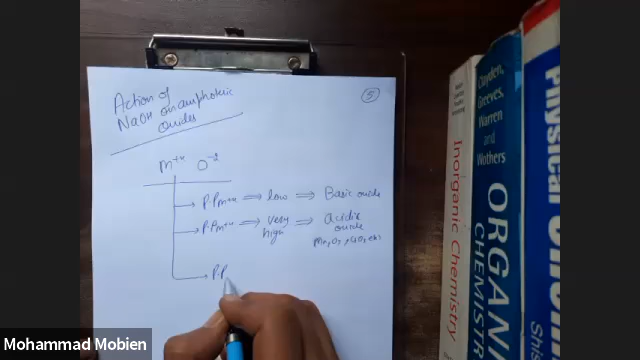 Action of
NaOH on amphoteric
oxides
5
M+x O-2
P.P M+x ⟹ low ⟹ Basic oxide
P.P M+x ⟹ very high ⟹ Acidic oxide
P.P
Inorganic Chemistry
Clayden,
Greeves,
Warren
and
Wothers
ORGANIC
CHEMISTRY
Physical
Mohammad Mobien